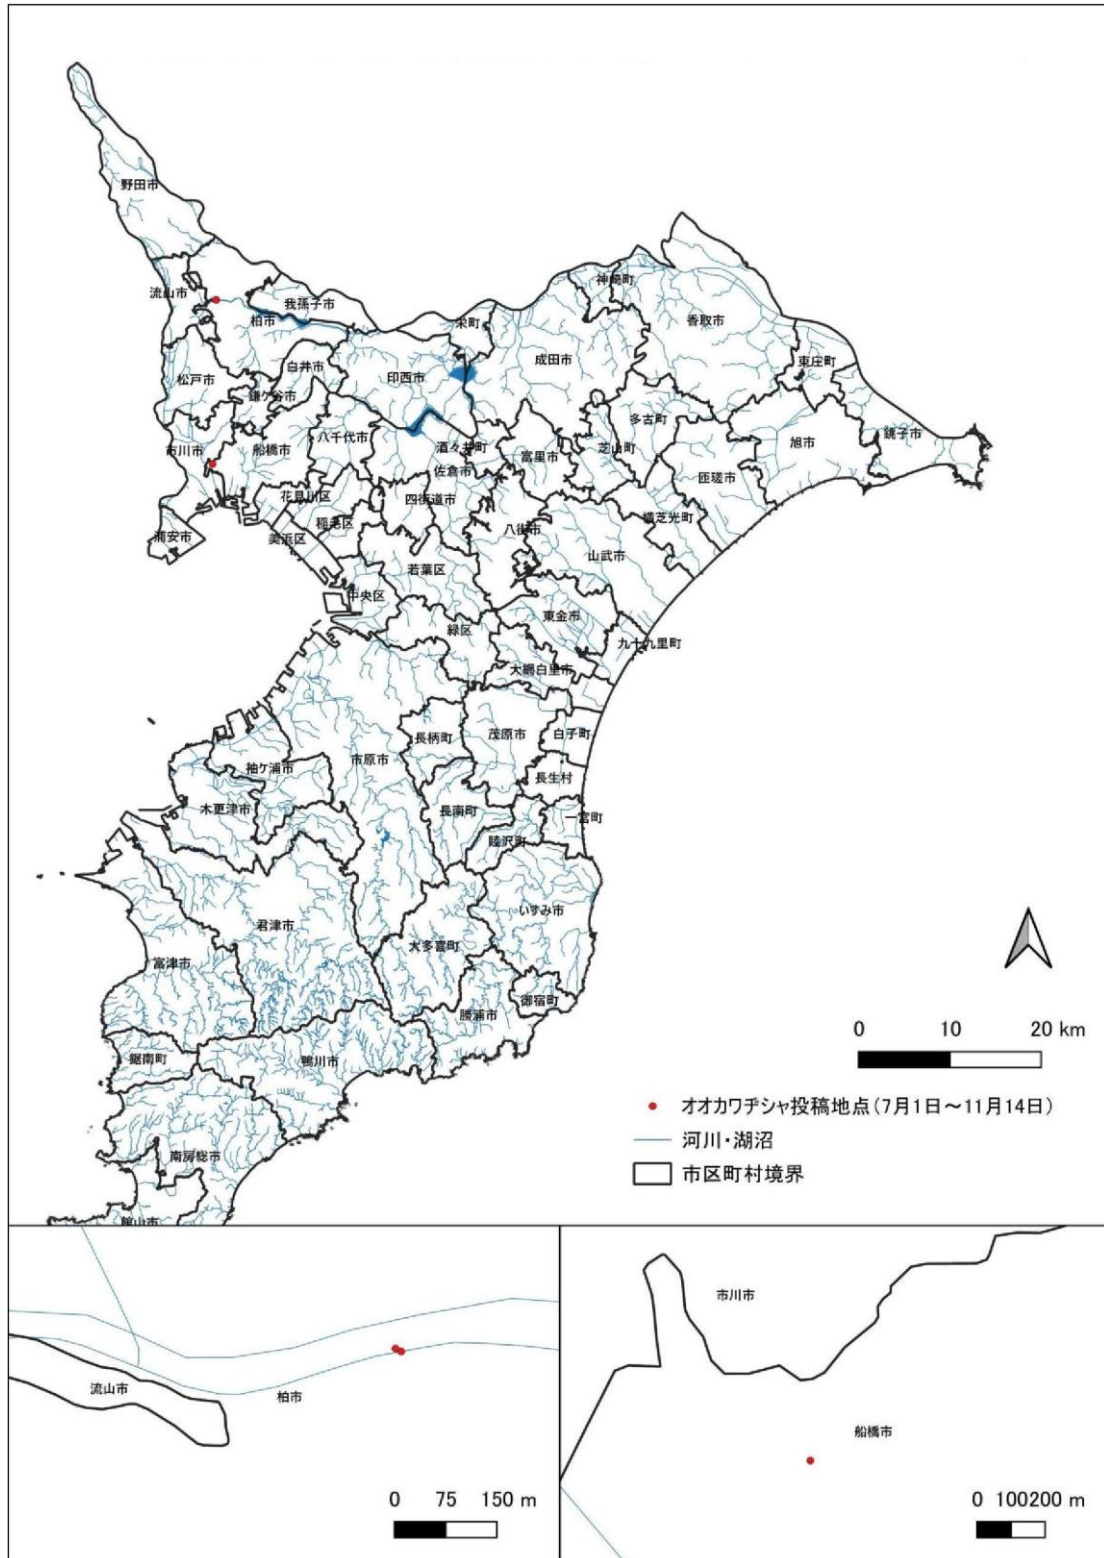 野田市
流山市
我孫子市
柏市
神崎町
香取市
栄町
成田市
東庄町
松戸市
白井市
印西市
鎌ケ谷市
多古町
銚子市
旭市
市川市
船橋市
八千代市
酒々井町
富里市
芝山町
匝瑳市
佐倉市
花見川区
四街道市
横芝光町
稲毛区
八街市
浦安市
美浜区
山武市
若葉区
中央区
東金市
緑区
九十九里町
大網白里市
長柄町
茂原市
白子町
市原市
袖ケ浦市
長生村
木更津市
長南町
一宮町
睦沢町
いすみ市
君津市
大多喜町
富津市
御宿町
勝浦市
鋸南町
鴨川市
南房総市
館山市
0 10 20 km
オオカワヂシャ投稿地点(7月1日~11月14日)
河川・湖沼
市区町村境界
流山市
柏市
0 75 150 m
市川市
船橋市
0 100200 m